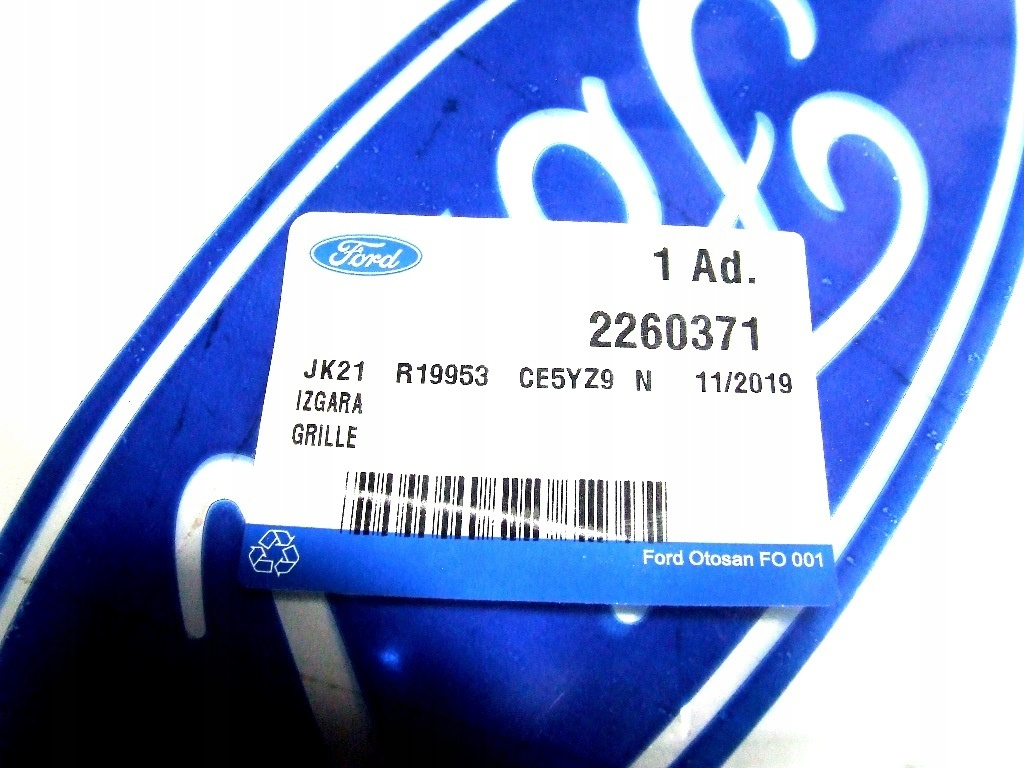 Ford
1 Ad.
2260371
JK21 R19953 CE5YZ9 N 11/2019
IZGARA
GRILLE
Ford Otosan FO 001